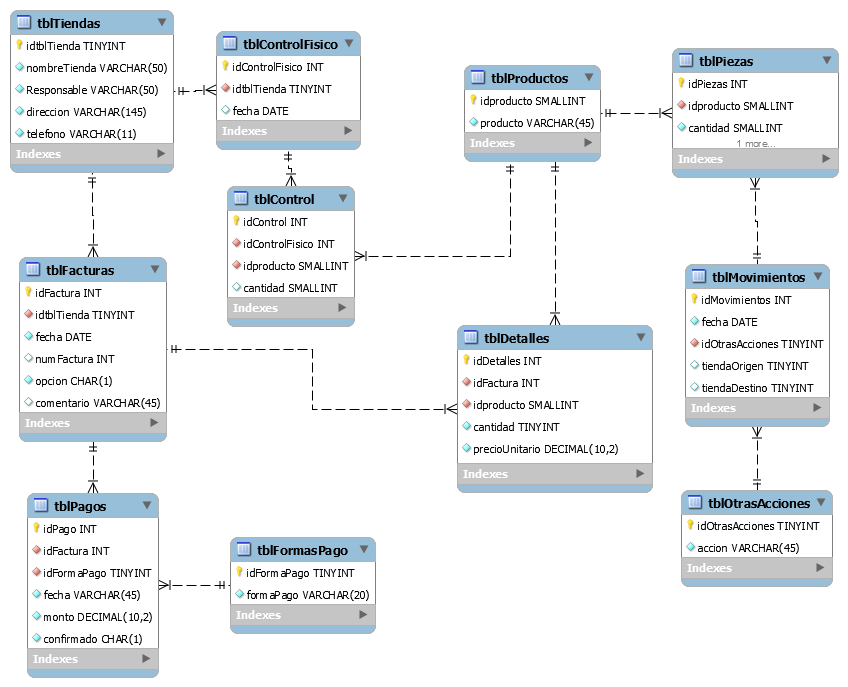 tblTiendas
idtblTienda TINYINT
nombreTienda VARCHAR(50)
Responsable VARCHAR(50)
direccion VARCHAR(145)
telefono VARCHAR(11)
Indexes
tblControlFisico
idControlFisico INT
idtblTienda TINYINT
fecha DATE
Indexes
tblProductos
idproducto SMALLINT
producto VARCHAR(45)
Indexes
tblPiezas
idPiezas INT
idproducto SMALLINT
cantidad SMALLINT
1 more...
Indexes
tblControl
idControl INT
idControlFisico INT
idproducto SMALLINT
cantidad SMALLINT
Indexes
tblFacturas
idFactura INT
idtblTienda TINYINT
fecha DATE
numFactura INT
opcion CHAR(1)
comentario VARCHAR(45)
Indexes
tblDetalles
idDetalles INT
idFactura INT
idproducto SMALLINT
cantidad TINYINT
precioUnitario DECIMAL(10,2)
Indexes
tblMovimientos
idMovimientos INT
fecha DATE
idOtrasAcciones TINYINT
tiendaOrigen TINYINT
tiendaDestino TINYINT
Indexes
tblPagos
idPago INT
idFactura INT
idFormaPago TINYINT
fecha VARCHAR(45)
monto DECIMAL(10,2)
confirmado CHAR(1)
Indexes
tblFormasPago
idFormaPago TINYINT
formaPago VARCHAR(20)
Indexes
tblOtrasAcciones
idOtrasAcciones TINYINT
accion VARCHAR(45)
Indexes